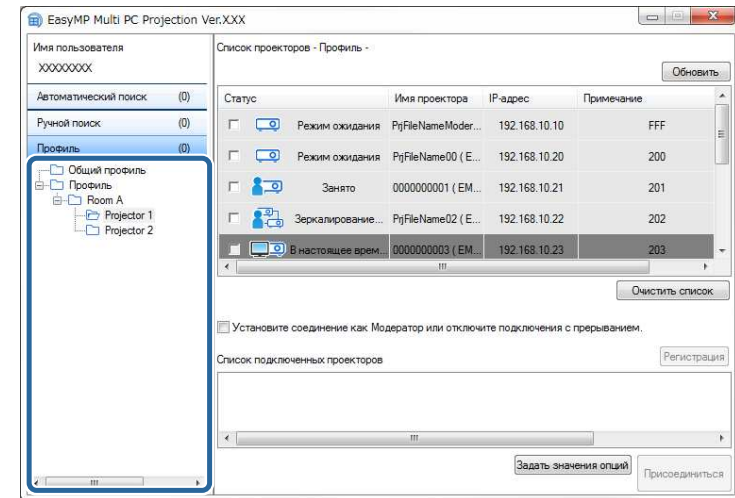 EasyMP Multi PC Projection Ver.XXX
Имя пользователя
XXXXXXXX
Автоматический поиск (0)
Ручной поиск (0)
Профиль (0)
Общий профиль
Профиль
Room A
Projector 1
Projector 2
Список проекторов - Профиль -
Обновить
Статус Имя проектора IP-адрес Примечание
Режим ожидания PrjFileNameModer... 192.168.10.10 FFF
Режим ожидания PrjFileName00 ( E... 192.168.10.20 200
Занято 0000000001 ( EM... 192.168.10.21 201
Зеркалирование... PrjFileName02 ( E... 192.168.10.22 202
В настоящее врем... 0000000003 ( EM... 192.168.10.23 203
Очистить список
Установите соединение как Модератор или отключите подключения с прерыванием.
Список подключенных проекторов
Регистрация
Задать значения опций
Присоединиться